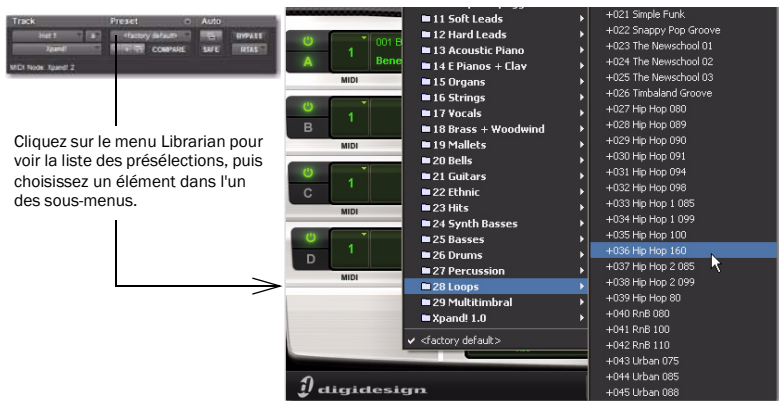 Track Preset Auto
Inst 1 a <factory default> BYPASS
Xpand! COMPARE SAFE RTAS
MIDI Node: Xpand! 2
Cliquez sur le menu Librarian pour
voir la liste des présélections, puis
choisissez un élément dans l'un
des sous-menus.
A
1
001 B
Bene
MIDI
B
1
MIDI
C
1
MIDI
D
1
MIDI
digidesign
11 Soft Leads
12 Hard Leads
13 Acoustic Piano
14 E Pianos + Clav
15 Organs
16 Strings
17 Vocals
18 Brass + Woodwind
19 Mallets
20 Bells
21 Guitars
22 Ethnic
23 Hits
24 Synth Basses
25 Basses
26 Drums
27 Percussion
28 Loops
29 Multitimbral
Xpand! 1.0
<factory default>
+021 Simple Funk
+022 Snappy Pop Groove
+023 The Newschool 01
+024 The Newschool 02
+025 The Newschool 03
+026 Timbaland Groove
+027 Hip Hop 080
+028 Hip Hop 089
+029 Hip Hop 090
+030 Hip Hop 091
+031 Hip Hop 094
+032 Hip Hop 098
+033 Hip Hop 1 085
+034 Hip Hop 1 099
+035 Hip Hop 100
+036 Hip Hop 160
+037 Hip Hop 2 085
+038 Hip Hop 2 099
+039 Hip Hop 80
+040 RnB 080
+041 RnB 100
+042 RnB 110
+043 Urban 075
+044 Urban 085
+045 Urban 088